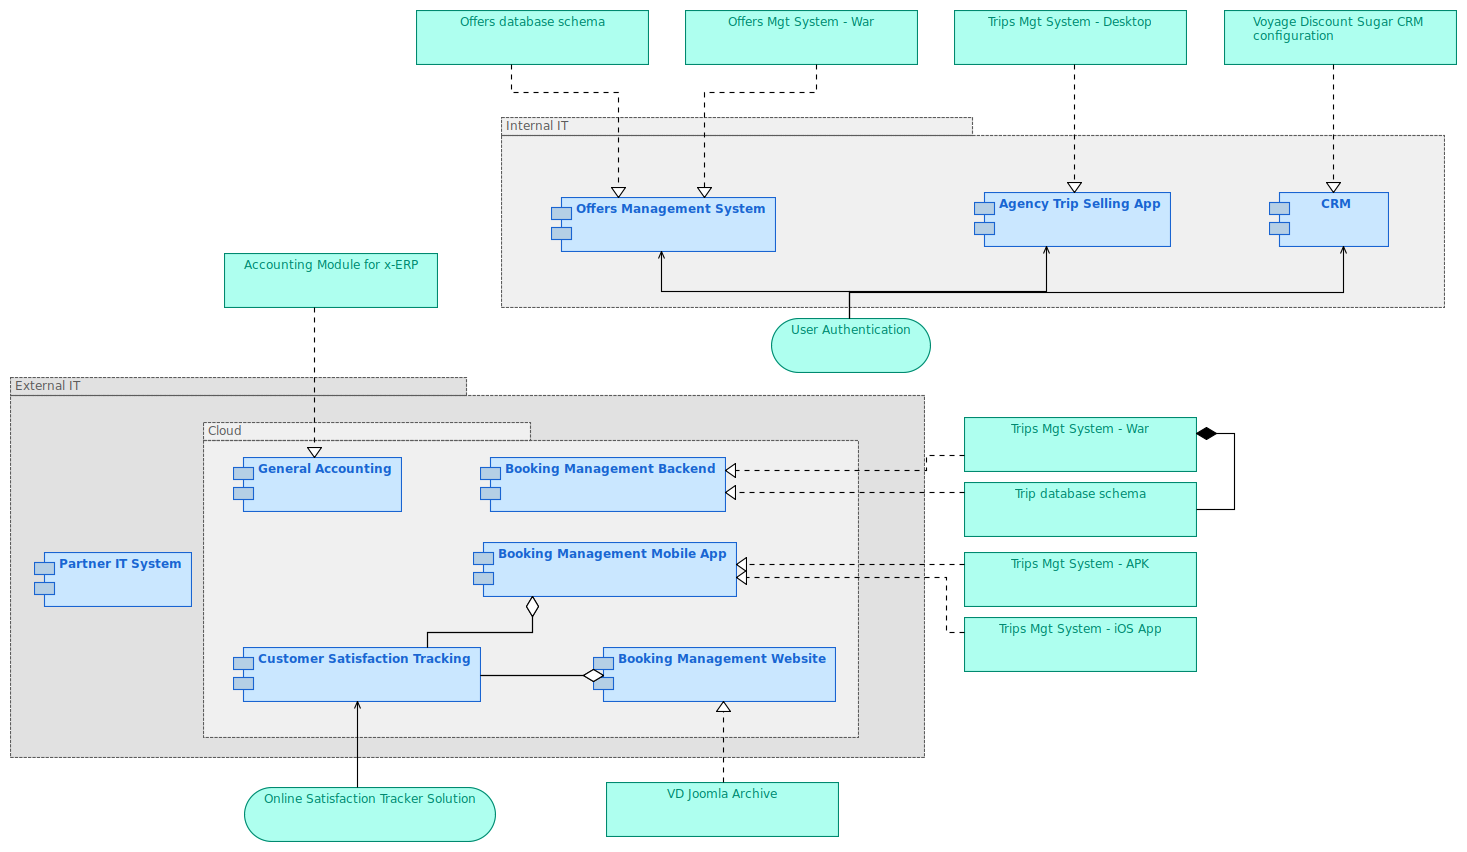 Offers database schema
Offers Mgt System - War
Trips Mgt System - Desktop
Voyage Discount Sugar CRM
configuration
Internal IT
Offers Management System
Agency Trip Selling App
CRM
Accounting Module for x-ERP
User Authentication
External IT
Cloud
General Accounting
Booking Management Backend
Trips Mgt System - War
Trip database schema
Partner IT System
Booking Management Mobile App
Trips Mgt System - APK
Trips Mgt System - iOS App
Customer Satisfaction Tracking
Booking Management Website
Online Satisfaction Tracker Solution
VD Joomla Archive